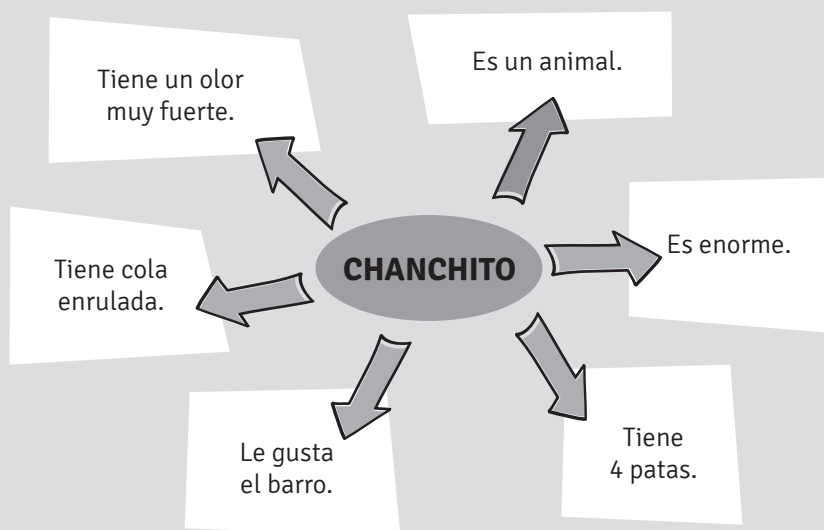 Tiene un olor
muy fuerte.
Es un animal.
Tiene cola
enrulada.
CHANCHITO
Es enorme.
Le gusta
el barro.
Tiene
4 patas.